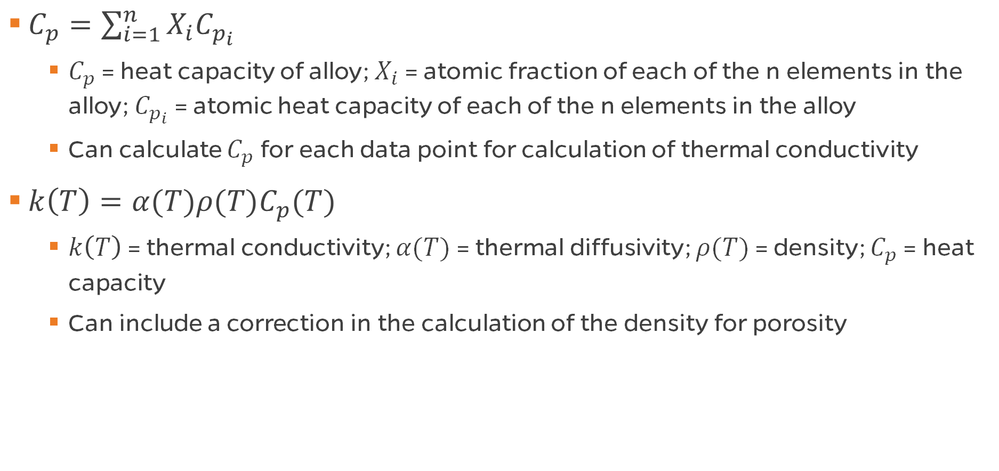 ▪ $C_p = \sum_{i=1}^{n} X_i C_{p_i}$
▪ $C_p$ = heat capacity of alloy; $X_i$ = atomic fraction of each of the n elements in the
alloy; $C_{p_i}$ = atomic heat capacity of each of the n elements in the alloy
▪ Can calculate $C_p$ for each data point for calculation of thermal conductivity
▪ $k(T) = \alpha(T)\rho(T)C_p(T)$
▪ $k(T)$ = thermal conductivity; $\alpha(T)$ = thermal diffusivity; $\rho(T)$ = density; $C_p$ = heat
capacity
▪ Can include a correction in the calculation of the density for porosity